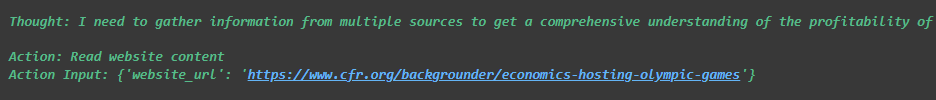 Thought: I need to gather information from multiple sources to get a comprehensive understanding of the profitability of
Action: Read website content
Action Input: {'website_url': 'https://www.cfr.org/backgrounder/economics-hosting-olympic-games'}